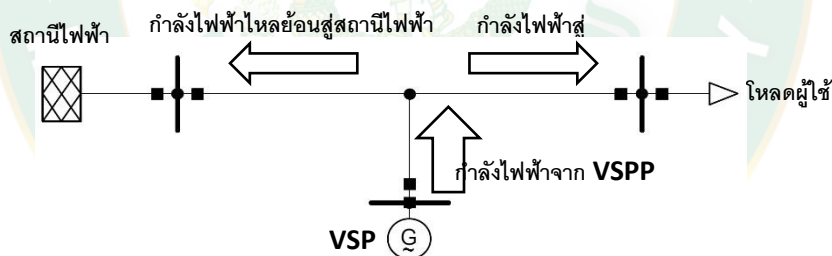 สถานีไฟฟ้า
กำลังไฟฟ้าไหลย้อนสู่สถานีไฟฟ้า
กำลังไฟฟ้าสู่
โหลดผู้ใช้
กำลังไฟฟ้าจาก VSPP
VSP
G